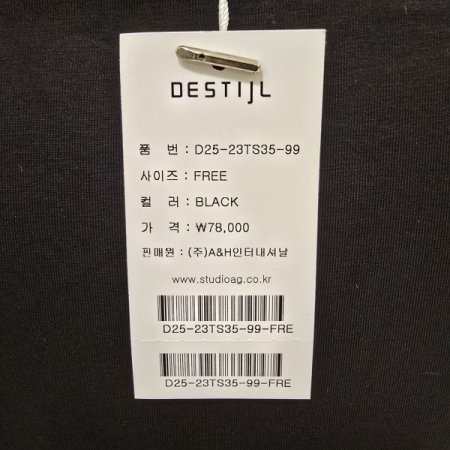 DESTIJL
품 번 : D25-23TS35-99
사이즈 : FREE
컬 러 : BLACK
가 격 : ₩78,000
판매원 : (주)A&H인터내셔날
www.studioag.co.kr
D25-23TS35-99-FRE
D25-23TS35-99-FRE